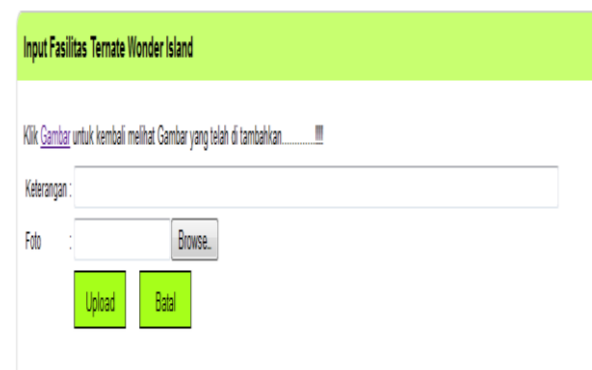 Input Fasilitas Ternate Wonder Island
Klik Gambar untuk kembali melihat Gambar yang telah di tambahkan.............!!!!
Keterangan :
Foto :
Browse..
Upload Batal